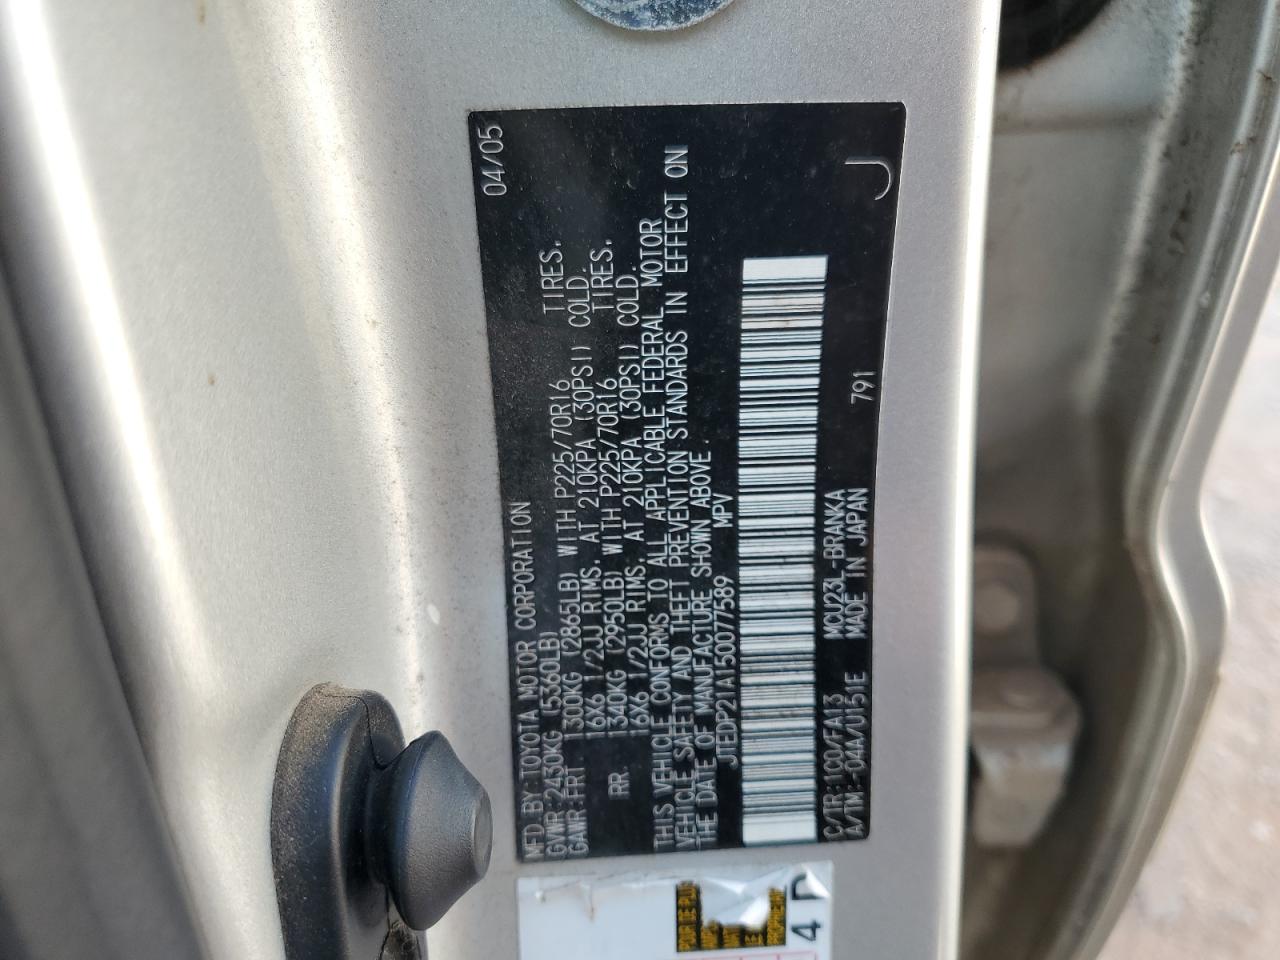 MFD BY:TOYOTA MOTOR CORPORATION 04/05
GVWR:2430KG (5360LB)
GAWR:FRT. 1300KG (2865LB) WITH P225/70R16 TIRES.
16X6 1/2JJ RIMS. AT 210KPA (30PSI) COLD.
RR. 1340KG (2950LB) WITH P225/70R16 TIRES.
16X6 1/2JJ RIMS. AT 210KPA (30PSI) COLD.
THIS VEHICLE CONFORMS TO ALL APPLICABLE FEDERAL MOTOR
VEHICLE SAFETY AND THEFT PREVENTION STANDARDS IN EFFECT ON
THE DATE OF MANUFACTURE SHOWN ABOVE.
JTEDP21A150077589 MPV
C/TR:1C0/FA13 MCU23L-BRANKA
A/TM:-04A/U151E MADE IN JAPAN 791 J
4